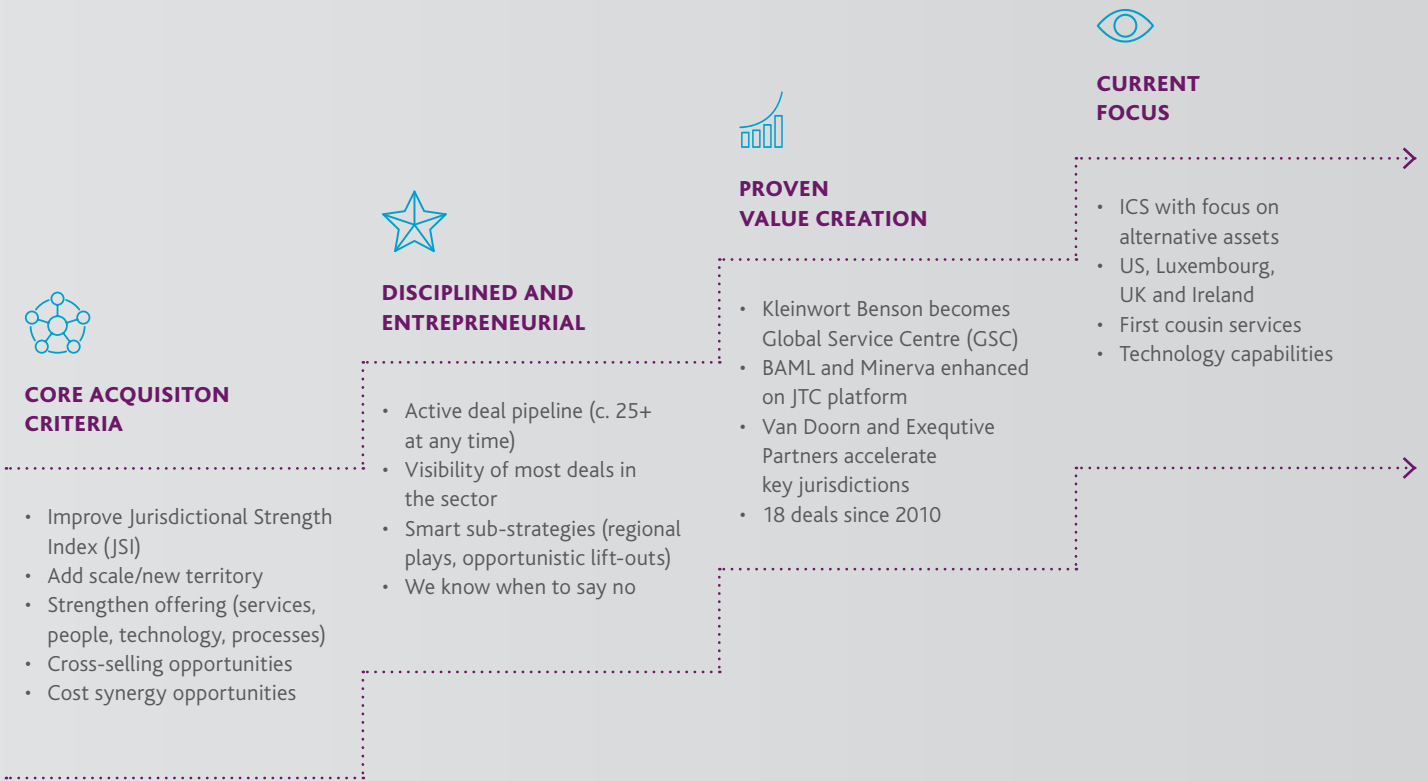 CORE ACQUISITON
CRITERIA
• Improve Jurisdictional Strength
Index (JSI)
• Add scale/new territory
• Strengthen offering (services,
people, technology, processes)
• Cross-selling opportunities
• Cost synergy opportunities
DISCIPLINED AND
ENTREPRENEURIAL
• Active deal pipeline (c. 25+
at any time)
• Visibility of most deals in
the sector
• Smart sub-strategies (regional
plays, opportunistic lift-outs)
• We know when to say no
PROVEN
VALUE CREATION
• Kleinwort Benson becomes
Global Service Centre (GSC)
• BAML and Minerva enhanced
on JTC platform
• Van Doorn and Exequtive
Partners accelerate
key jurisdictions
• 18 deals since 2010
CURRENT
FOCUS
• ICS with focus on
alternative assets
• US, Luxembourg,
UK and Ireland
• First cousin services
• Technology capabilities